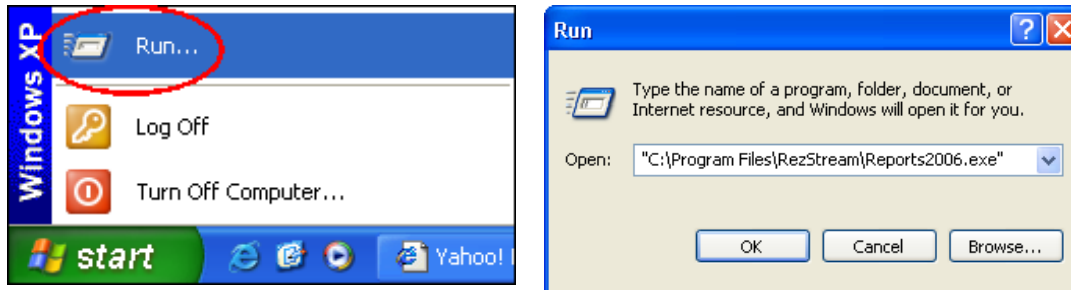 Windows XP
Run...
Log Off
Turn Off Computer...
start
Yahoo!
Run
Type the name of a program, folder, document, or
Internet resource, and Windows will open it for you.
Open: "C:\Program Files\RezStream\Reports2006.exe"
OK Cancel Browse...